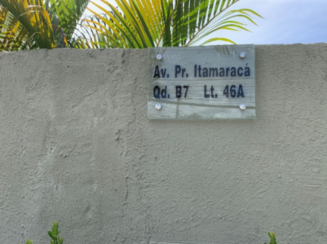 Av. Pr. Itamaracá
Qd. B7 Lt. 46A